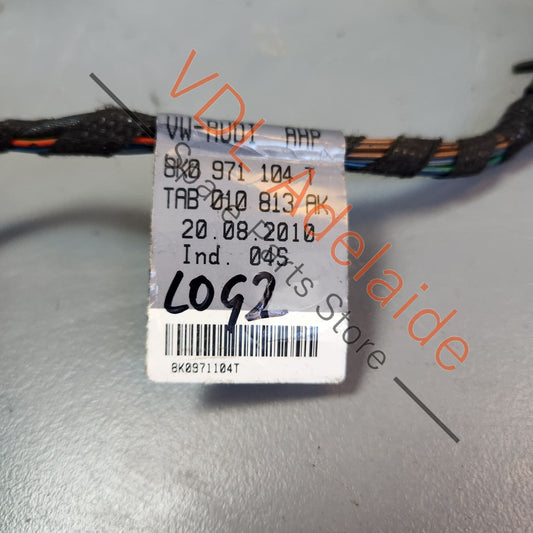 VW-AUDI AHP
8K0 971 104 T
TAB 010 813 AK
20.08.2010
Ind. 04S
LO92
8K0971104T
VDL Adelaide
Spare Parts Store